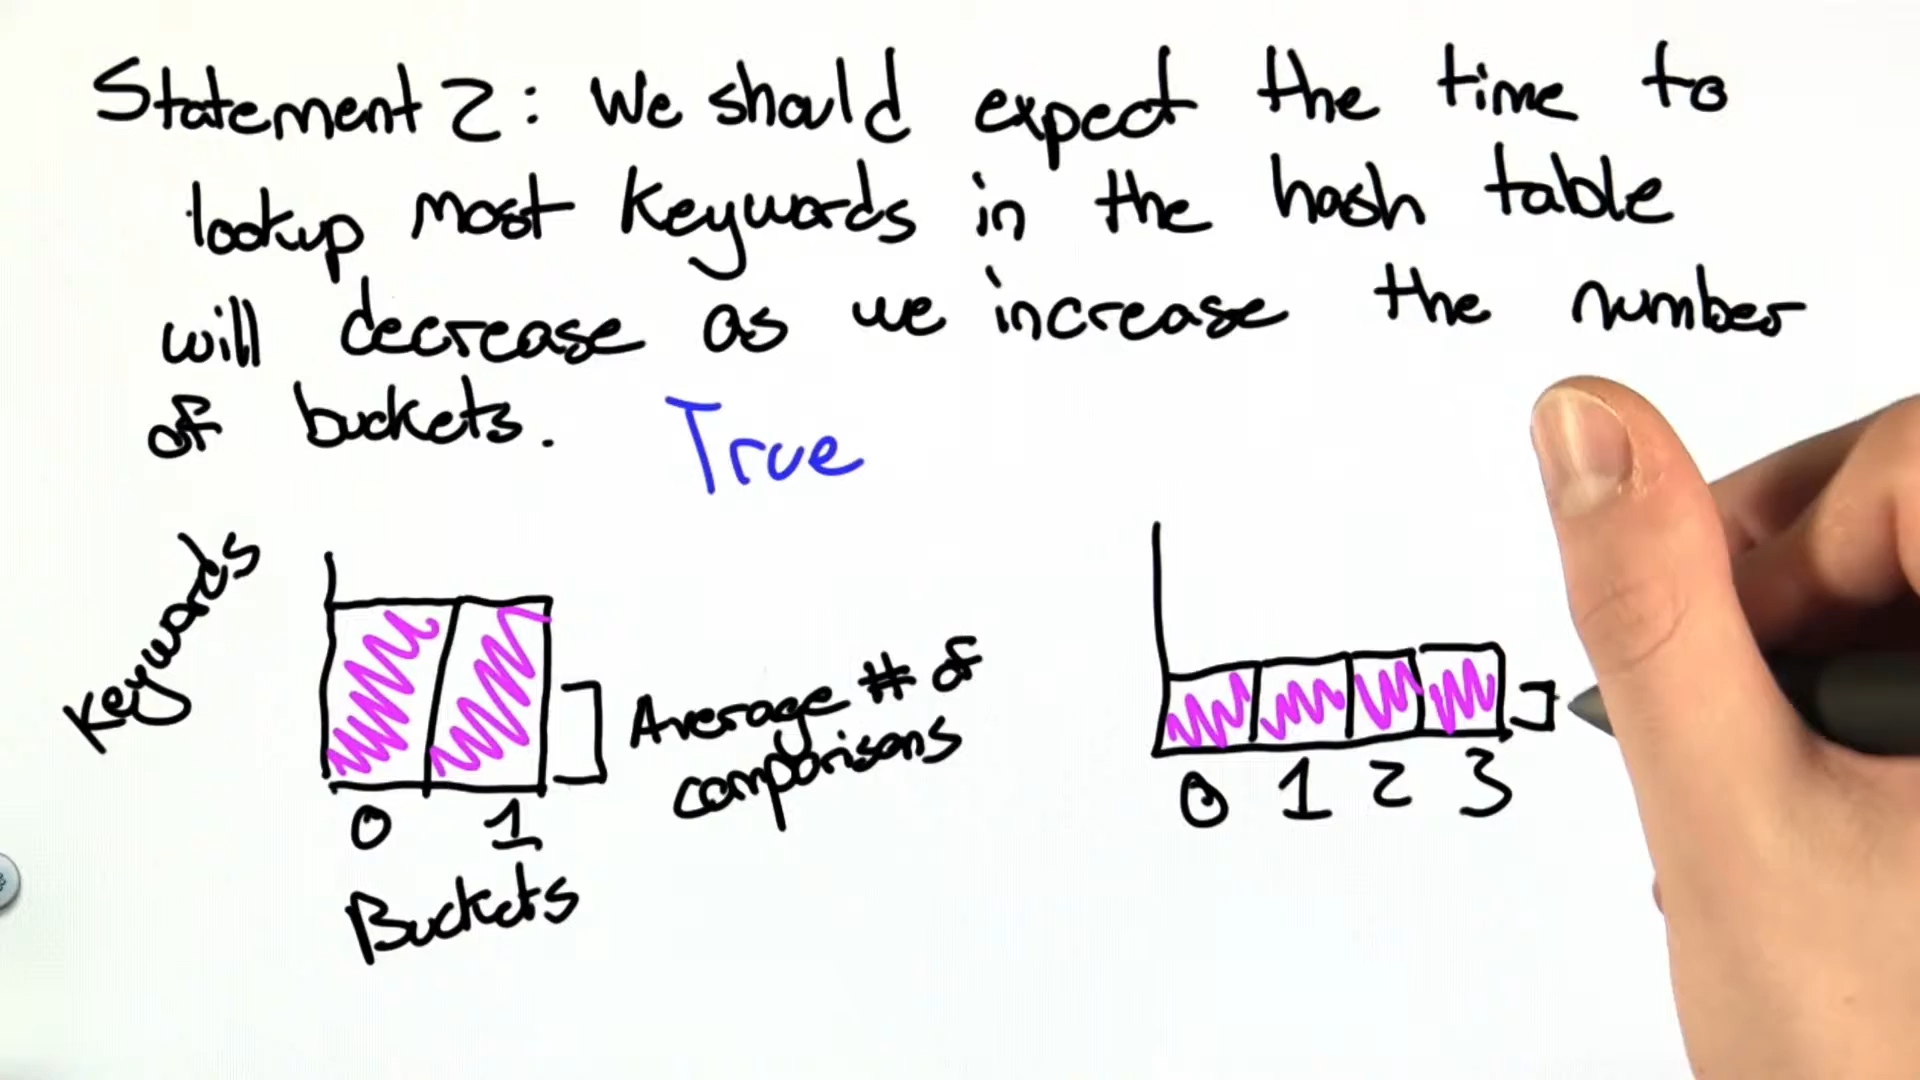 Statement 2: We should expect the time to
lookup most keywords in the hash table
will decrease as we increase the number
of buckets. True
Keywords
Average # of
comparisons
0 1
Buckets
0 1 2 3